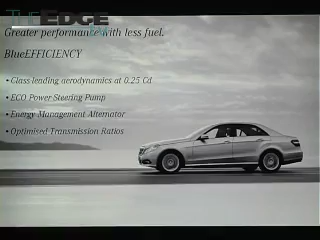 THE EDGE
Greater performance with less fuel.
BlueEFFICIENCY
•Class leading aerodynamics at 0.25 Cd
•ECO Power Steering Pump
•Energy Management Alternator
•Optimised Transmission Ratios